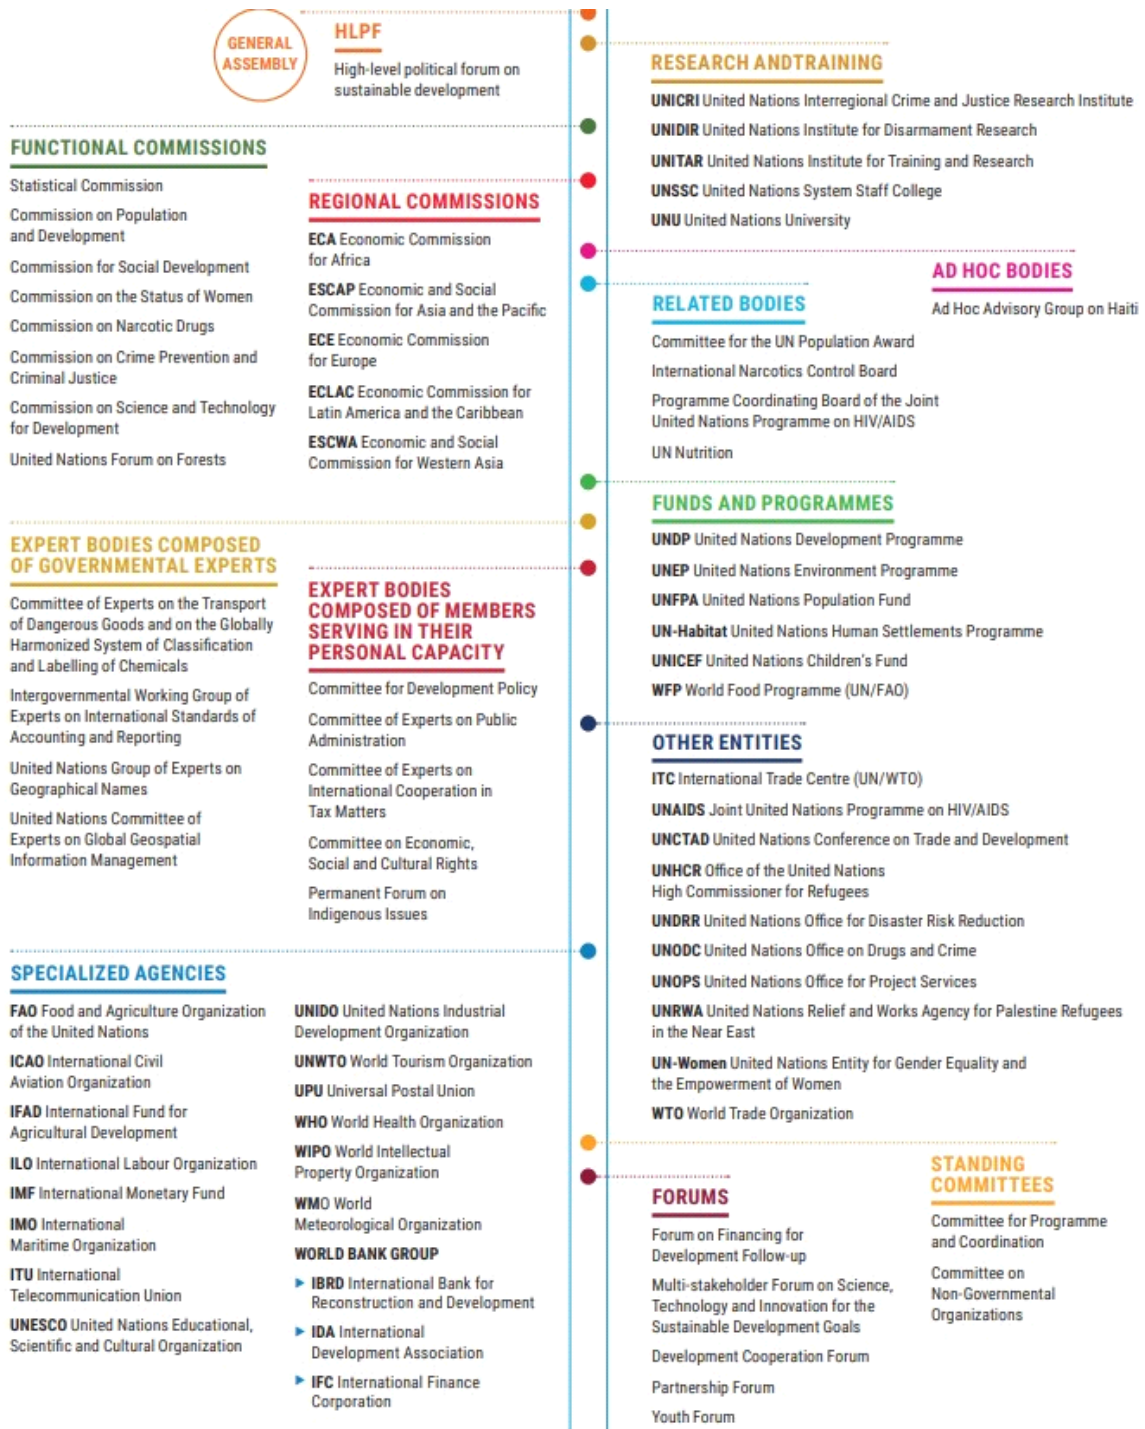 GENERAL
ASSEMBLY
HLPF
High-level political forum on
sustainable development
FUNCTIONAL COMMISSIONS
Statistical Commission
Commission on Population
and Development
Commission for Social Development
Commission on the Status of Women
Commission on Narcotic Drugs
Commission on Crime Prevention and
Criminal Justice
Commission on Science and Technology
for Development
United Nations Forum on Forests
REGIONAL COMMISSIONS
ECA Economic Commission
for Africa
ESCAP Economic and Social
Commission for Asia and the Pacific
ECE Economic Commission
for Europe
ECLAC Economic Commission for
Latin America and the Caribbean
ESCWA Economic and Social
Commission for Western Asia
EXPERT BODIES COMPOSED
OF GOVERNMENTAL EXPERTS
Committee of Experts on the Transport
of Dangerous Goods and on the Globally
Harmonized System of Classification
and Labelling of Chemicals
Intergovernmental Working Group of
Experts on International Standards of
Accounting and Reporting
United Nations Group of Experts on
Geographical Names
United Nations Committee of
Experts on Global Geospatial
Information Management
EXPERT BODIES
COMPOSED OF MEMBERS
SERVING IN THEIR
PERSONAL CAPACITY
Committee for Development Policy
Committee of Experts on Public
Administration
Committee of Experts on
International Cooperation in
Tax Matters
Committee on Economic,
Social and Cultural Rights
Permanent Forum on
Indigenous Issues
SPECIALIZED AGENCIES
FAO Food and Agriculture Organization
of the United Nations
ICAO International Civil
Aviation Organization
IFAD International Fund for
Agricultural Development
ILO International Labour Organization
IMF International Monetary Fund
IMO International
Maritime Organization
ITU International
Telecommunication Union
UNESCO United Nations Educational,
Scientific and Cultural Organization
UNIDO United Nations Industrial
Development Organization
UNWTO World Tourism Organization
UPU Universal Postal Union
WHO World Health Organization
WIPO World Intellectual
Property Organization
WMO World
Meteorological Organization
WORLD BANK GROUP
IBRD International Bank for
Reconstruction and Development
IDA International
Development Association
IFC International Finance
Corporation
RESEARCH ANDTRAINING
UNICRI United Nations Interregional Crime and Justice Research Institute
UNIDIR United Nations Institute for Disarmament Research
UNITAR United Nations Institute for Training and Research
UNSSC United Nations System Staff College
UNU United Nations University
AD HOC BODIES
Ad Hoc Advisory Group on Haiti
RELATED BODIES
Committee for the UN Population Award
International Narcotics Control Board
Programme Coordinating Board of the Joint
United Nations Programme on HIV/AIDS
UN Nutrition
FUNDS AND PROGRAMMES
UNDP United Nations Development Programme
UNEP United Nations Environment Programme
UNFPA United Nations Population Fund
UN-Habitat United Nations Human Settlements Programme
UNICEF United Nations Children's Fund
WFP World Food Programme (UN/FAO)
OTHER ENTITIES
ITC International Trade Centre (UN/WTO)
UNAIDS Joint United Nations Programme on HIV/AIDS
UNCTAD United Nations Conference on Trade and Development
UNHCR Office of the United Nations
High Commissioner for Refugees
UNDRR United Nations Office for Disaster Risk Reduction
UNODC United Nations Office on Drugs and Crime
UNOPS United Nations Office for Project Services
UNRWA United Nations Relief and Works Agency for Palestine Refugees
in the Near East
UN-Women United Nations Entity for Gender Equality and
the Empowerment of Women
WTO World Trade Organization
FORUMS
Forum on Financing for
Development Follow-up
Multi-stakeholder Forum on Science,
Technology and Innovation for the
Sustainable Development Goals
Development Cooperation Forum
Partnership Forum
Youth Forum
STANDING
COMMITTEES
Committee for Programme
and Coordination
Committee on
Non-Governmental
Organizations